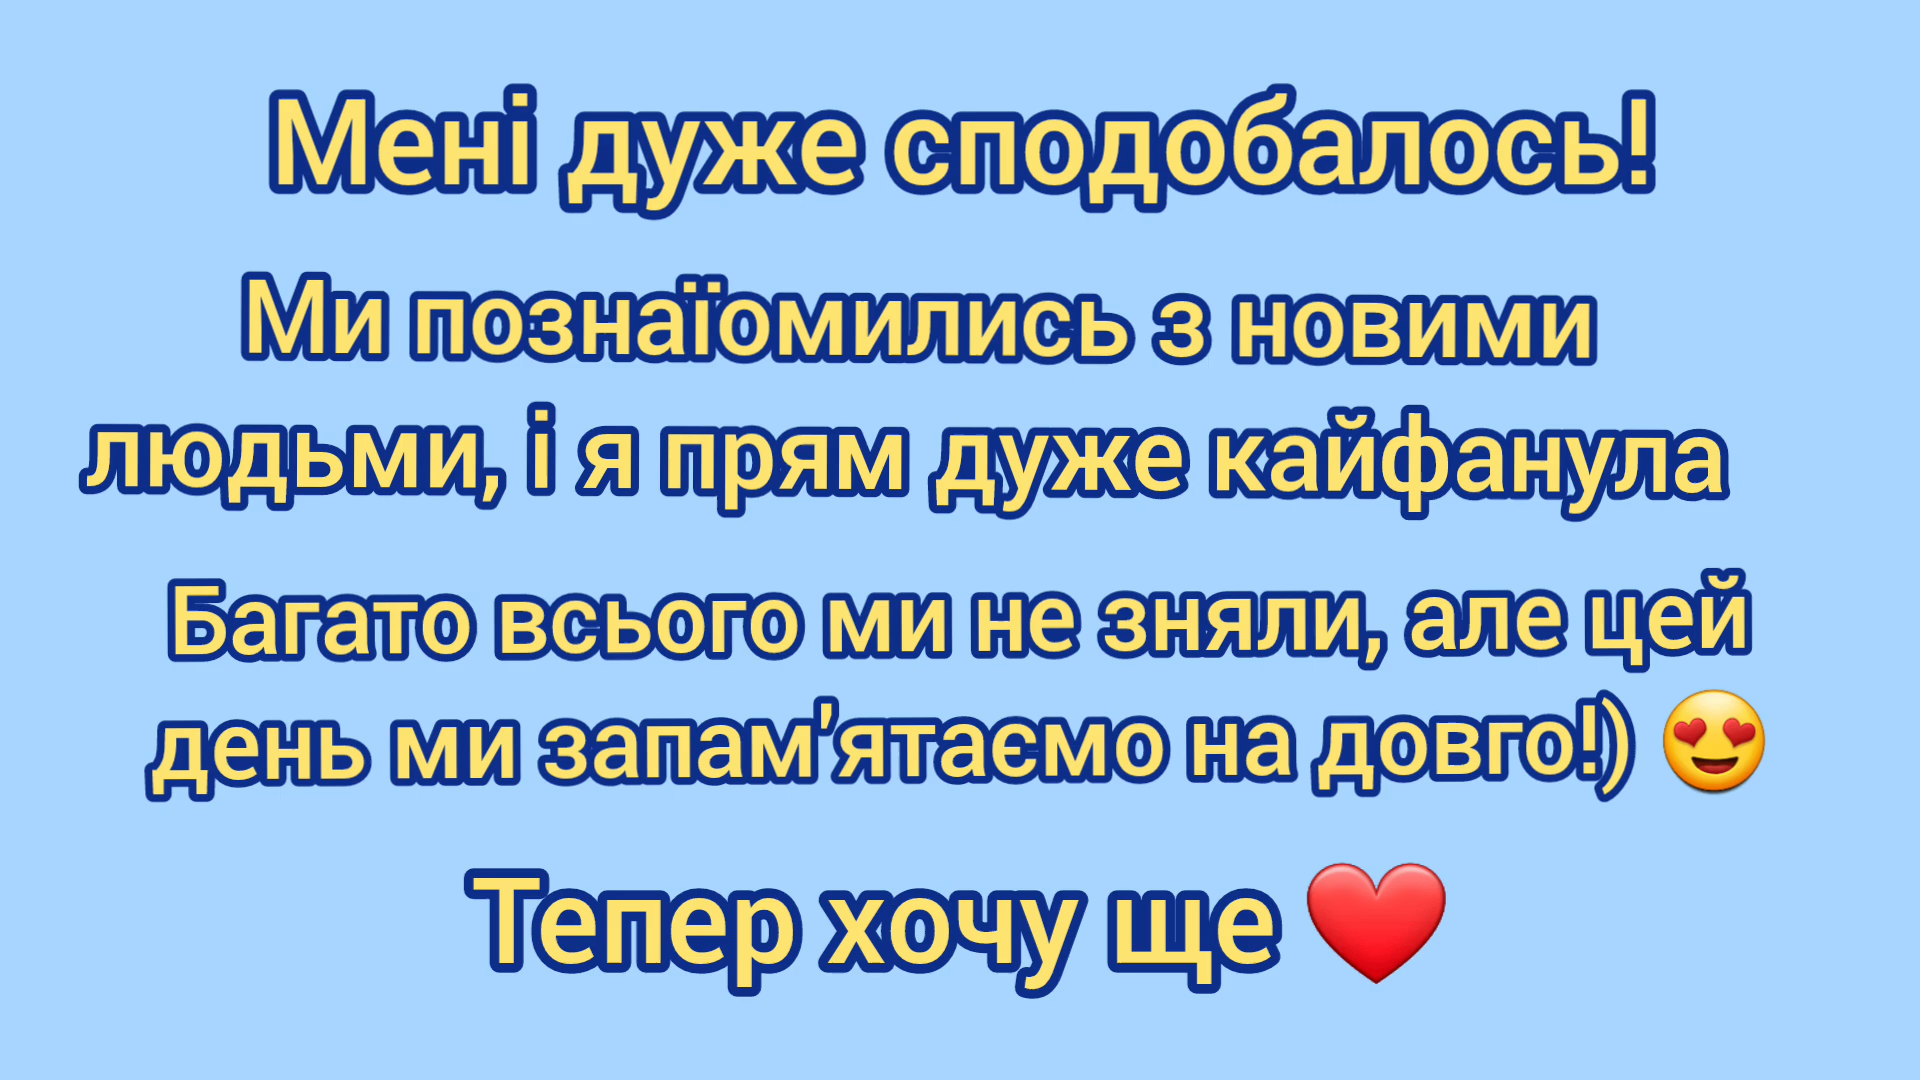 Мені дуже сподобалось!
Ми познаїомились з новими
людьми, і я прям дуже кайфанула
Багато всього ми не зняли, але цей
день ми запам'ятаємо на довго!) 😍
Тепер хочу ще ❤️